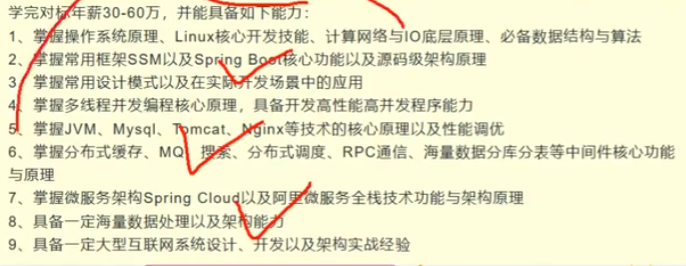 学完对标年薪30-60万，并能具备如下能力：
1、掌握操作系统原理、Linux核心开发技能、计算网络与IO底层原理、必备数据结构与算法
2、掌握常用框架SSM以及Spring Boot核心功能以及源码级架构原理
3、掌握常用设计模式以及在实际开发场景中的应用
4、掌握多线程并发编程核心原理，具备开发高性能高并发程序能力
5、掌握JVM、Mysql、Tomcat、Nginx等技术的核心原理以及性能调优
6、掌握分布式缓存、MQ、搜索、分布式调度、RPC通信、海量数据分库分表等中间件核心功能
与原理
7、掌握微服务架构Spring Cloud以及阿里微服务全栈技术功能与架构原理
8、具备一定海量数据处理以及架构能力
9、具备一定大型互联网系统设计、开发以及架构实战经验